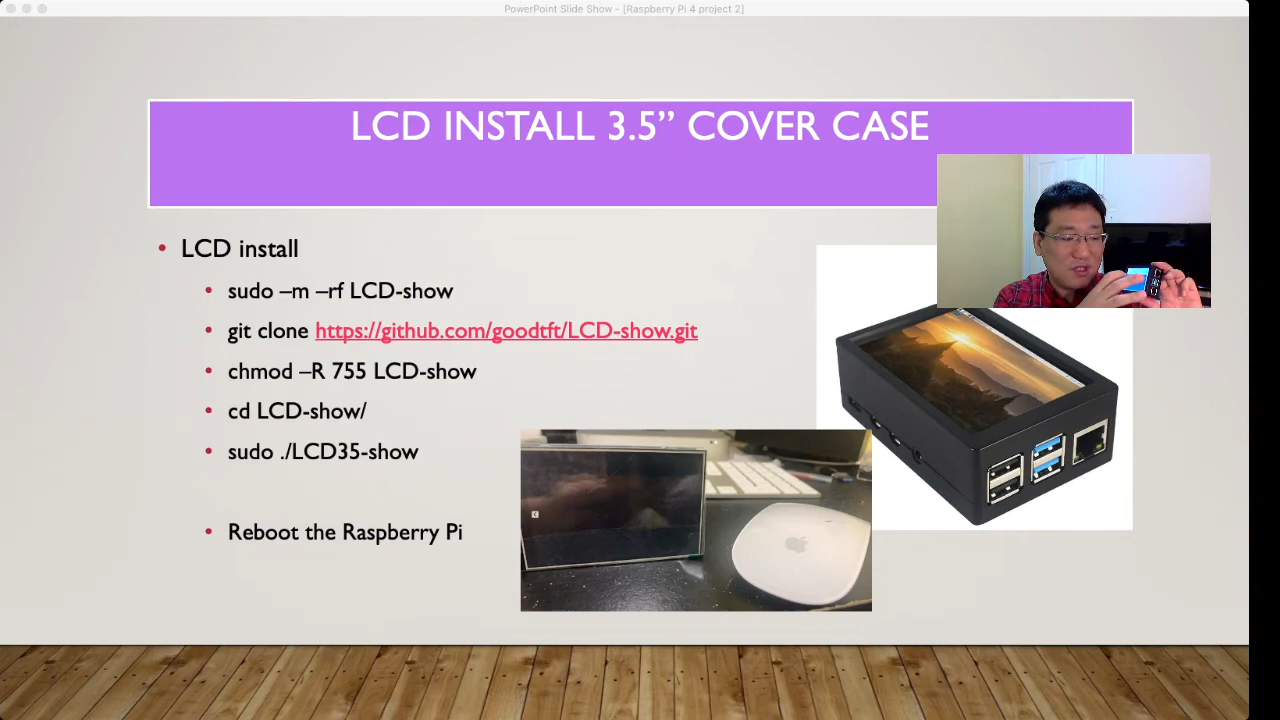 PowerPoint Slide Show - [Raspberry Pi 4 project 2]
LCD INSTALL 3.5” COVER CASE
• LCD install
• sudo –m –rf LCD-show
• git clone https://github.com/goodtft/LCD-show.git
• chmod –R 755 LCD-show
• cd LCD-show/
• sudo ./LCD35-show
• Reboot the Raspberry Pi